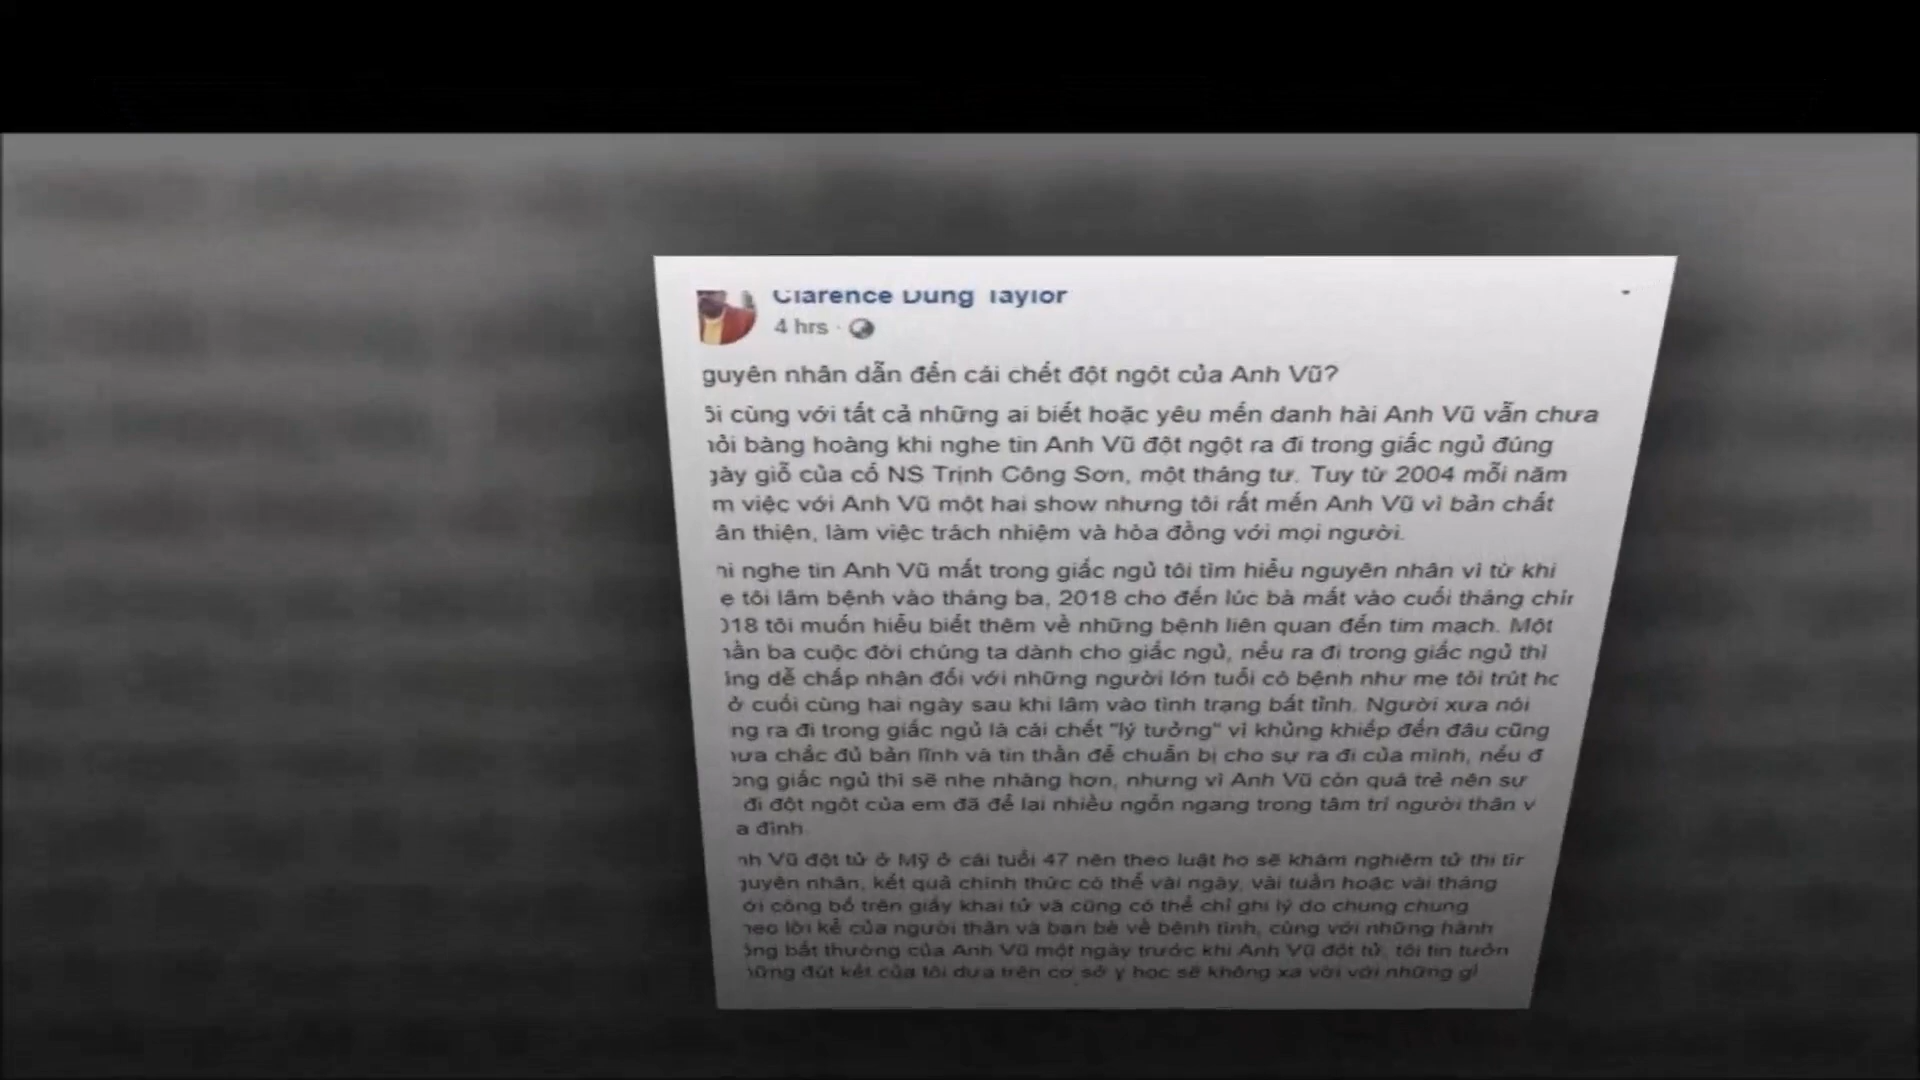 Clarence Dung Taylor
4 hrs
guyên nhân dẫn đến cái chết đột ngột của Anh Vũ?
ôi cùng với tất cả những ai biết hoặc yêu mến danh hài Anh Vũ vẫn chưa
bàng hoàng khi nghe tin Anh Vũ đột ngột ra đi trong giấc ngủ đúng
giỗ của cố NS Trịnh Công Sơn, một tháng tư. Tuy từ 2004 mỗi năm
m việc với Anh Vũ một hai show nhưng tôi rất mến Anh Vũ vì bản chất
ân thiện, làm việc trách nhiệm và hòa đồng với mọi người.
hi nghe tin Anh Vũ mất trong giấc ngủ tôi tìm hiểu nguyên nhân vì từ khi
ẹ tôi lâm bệnh vào tháng ba, 2018 cho đến lúc bà mất vào cuối tháng chín
018 tôi muốn hiểu biết thêm về những bệnh liên quan đến tim mạch. Một
hần ba cuộc đời chúng ta dành cho giấc ngủ, nếu ra đi trong giấc ngủ thì
dễ chấp nhận đối với những người lớn tuổi có bệnh như mẹ tôi trút hơ
ở cuối cùng hai ngày sau khi lâm vào tình trạng bất tỉnh. Người xưa nói
ng ra đi trong giấc ngủ là cái chết "lý tưởng" vì khủng khiếp đến đâu cũng
hưa chắc đủ bản lĩnh và tin thần để chuẩn bị cho sự ra đi của mình, nếu đ
ong giấc ngủ thì sẽ nhẹ nhàng hơn, nhưng vì Anh Vũ còn quá trẻ nên sự
đi đột ngột của em đã để lại nhiều ngổn ngang trong tâm trí người thân v
a đình.
nh Vũ đột tử ở Mỹ ở cái tuổi 47 nên theo luật họ sẽ khám nghiệm tử thi tìr
guyên nhân, kết quả chính thức có thể vài ngày, vài tuần hoặc vài tháng
ới công bố trên giấy khai tử và cũng có thể chỉ ghi lý do chung chung
heo lời kể của người thân và bạn bè về bệnh tình, cùng với những hành
ộng bất thường của Anh Vũ một ngày trước khi Anh Vũ đột tử, tôi tin tưởn
hững đút kết của tôi dựa trên cơ sở y học sẽ không xa vời với những gì